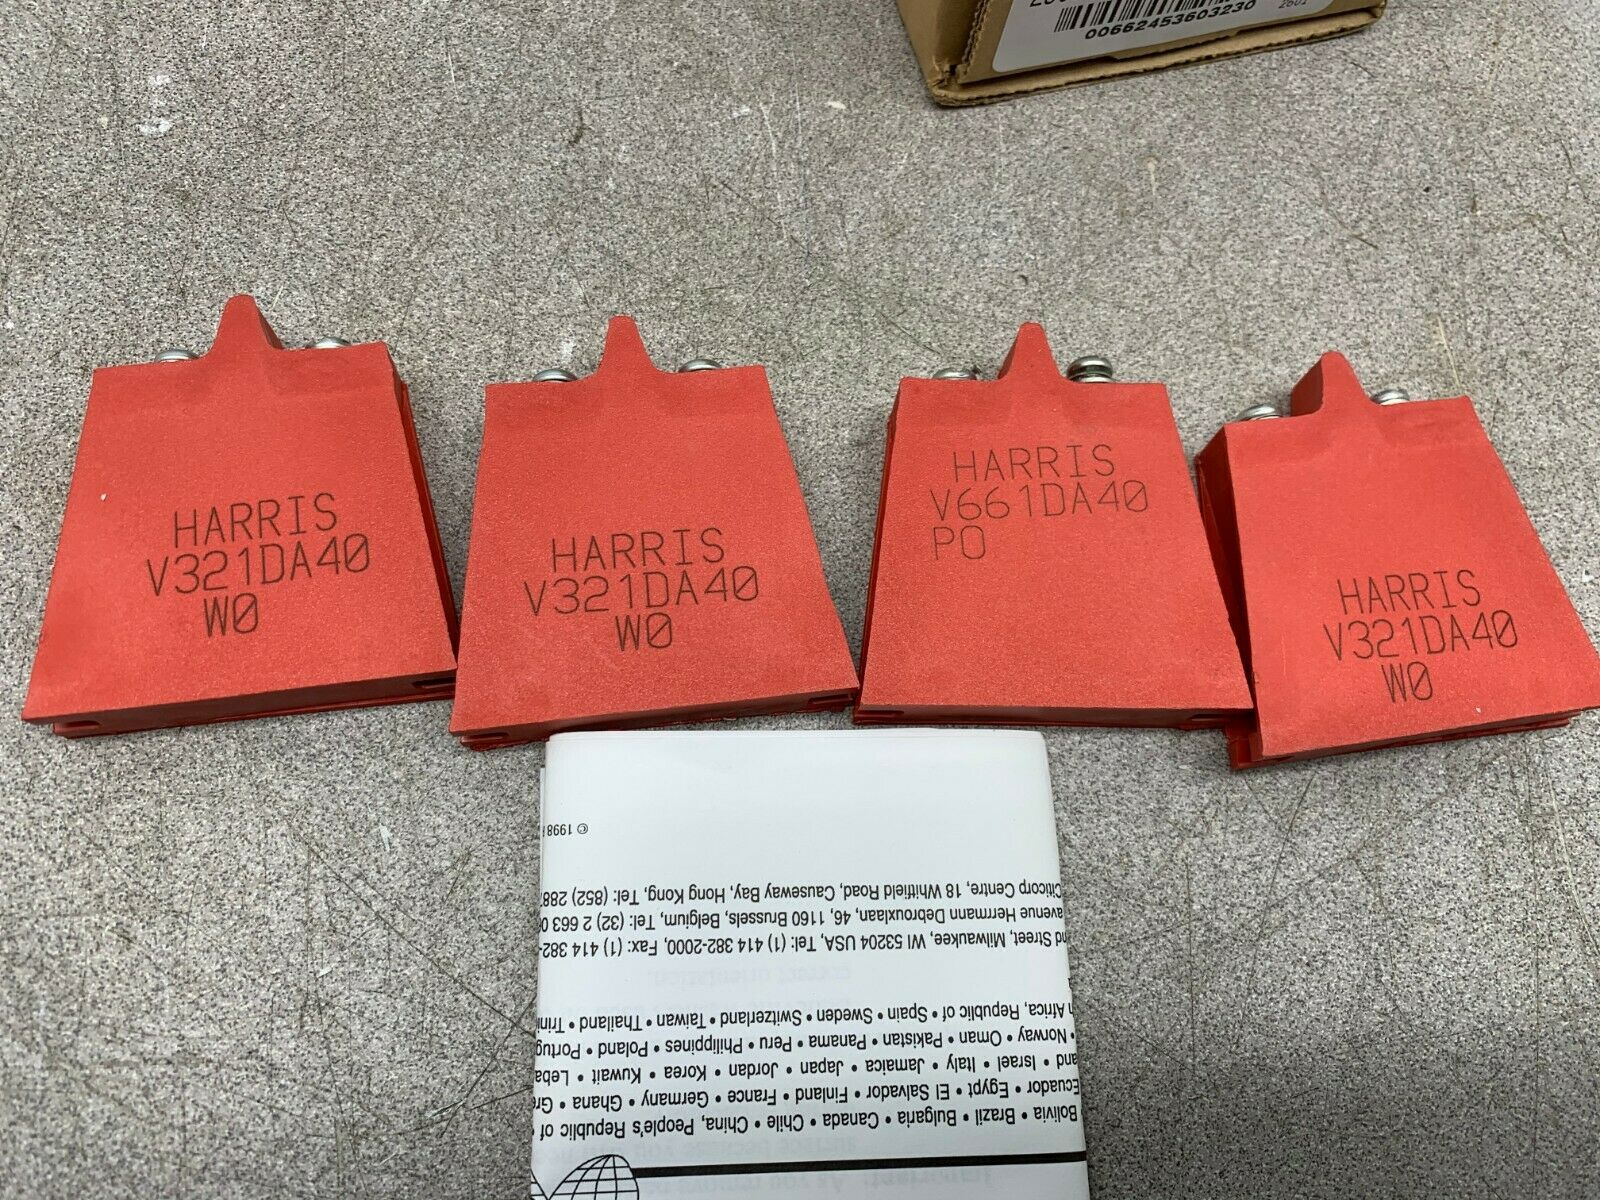 00662453603230
2601
HARRIS
V321DA40
W0
HARRIS
V321DA40
W0
HARRIS
V661DA40
P0
HARRIS
V321DA40
W0
Bolivia • Brazil • Bulgaria • Canada • Chile • China, People's Republic of •
Ecuador • Egypt • El Salvador • Finland • France • Germany • Ghana •
and • Israel • Italy • Jamaica • Japan • Jordan • Korea • Kuwait •
• Norway • Oman • Pakistan • Panama • Peru • Philippines • Poland •
Africa, Republic of • Spain • Sweden • Switzerland • Taiwan • Thailand •
Street, Milwaukee, WI 53204 USA, Tel: (1) 414 382-2000, Fax: (1) 414 382-
avenue Herrmann Debrouxlaan, 46, 1160 Brussels, Belgium, Tel: (32) 2 663 0
Citicorp Centre, 18 Whitfield Road, Causeway Bay, Hong Kong, Tel: (852) 288
© 1998